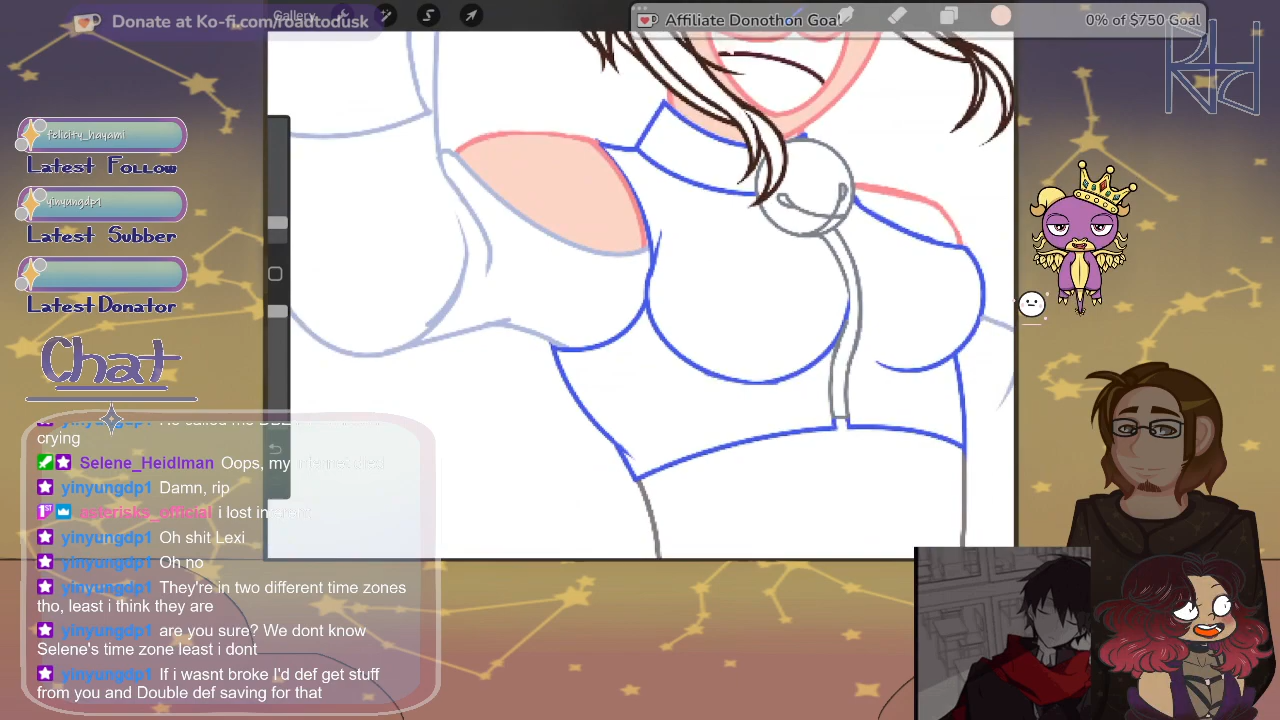 Donate at Ko-fi.com/roadtodusk
Gallery
Affiliate Donothon Goal
0% of $750 Goal
felicity_hayami
Latest Follow
yinyungdp1
Latest Subber
Latest Donator
Chat
crying
Selene_Heidlman Oops, my internet died
yinyungdp1 Damn, rip
asterisks_official i lost
yinyungdp1 Oh shit Lexi
yinyungdp1 Oh no
yinyungdp1 They're in two different time zones
tho, least i think they are
yinyungdp1 are you sure? We dont know
Selene's time zone least i dont
yinyungdp1 If i wasnt broke I'd def get stuff
from you and Double def saving for that